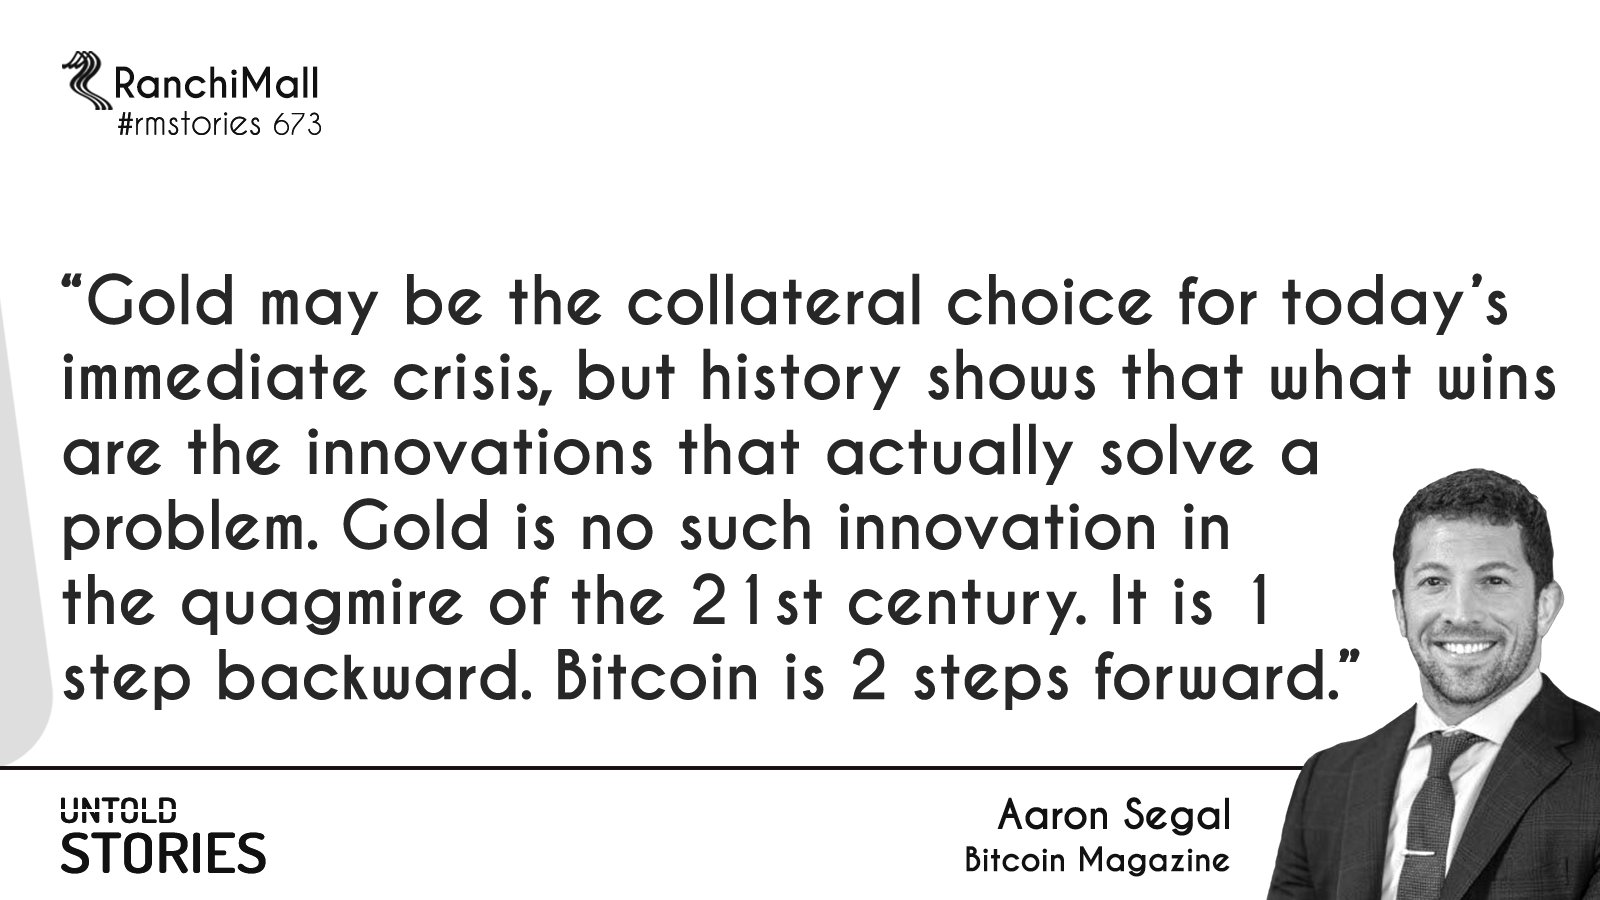 RanchiMall
#rmstories 673
“Gold may be the collateral choice for today’s
immediate crisis, but history shows that what wins
are the innovations that actually solve a
problem. Gold is no such innovation in
the quagmire of the 21st century. It is 1
step backward. Bitcoin is 2 steps forward.”
UNTOLD
STORIES
Aaron Segal
Bitcoin Magazine